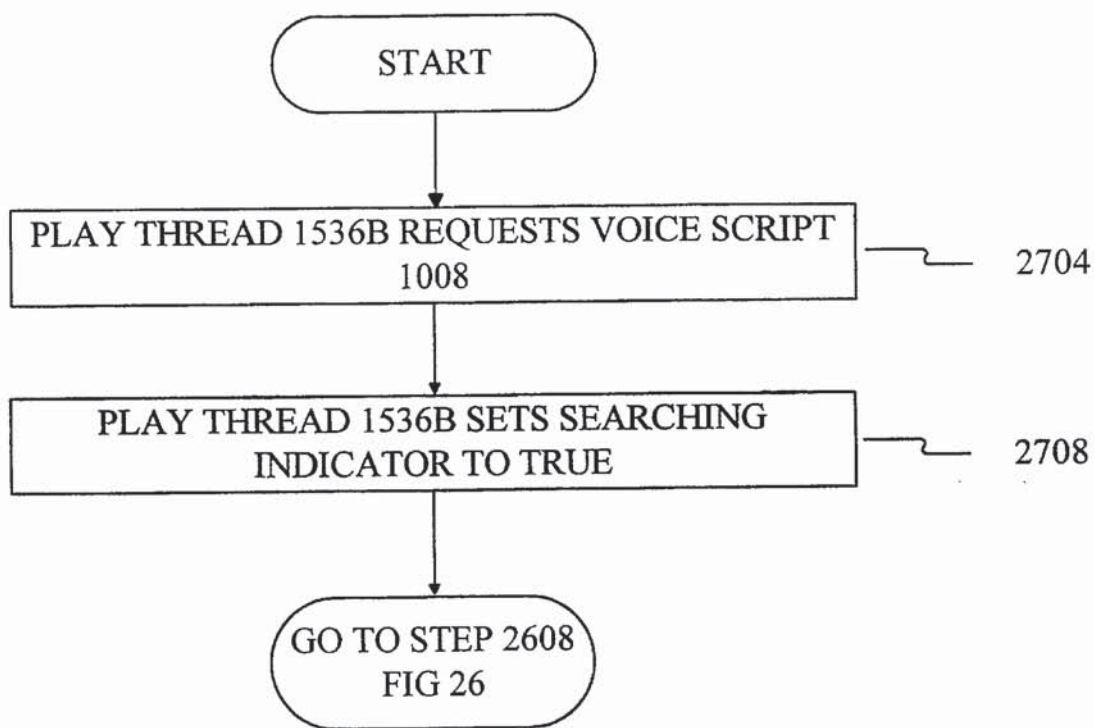 START
PLAY THREAD 1536B REQUESTS VOICE SCRIPT
1008
2704
PLAY THREAD 1536B SETS SEARCHING
INDICATOR TO TRUE
2708
GO TO STEP 2608
FIG 26